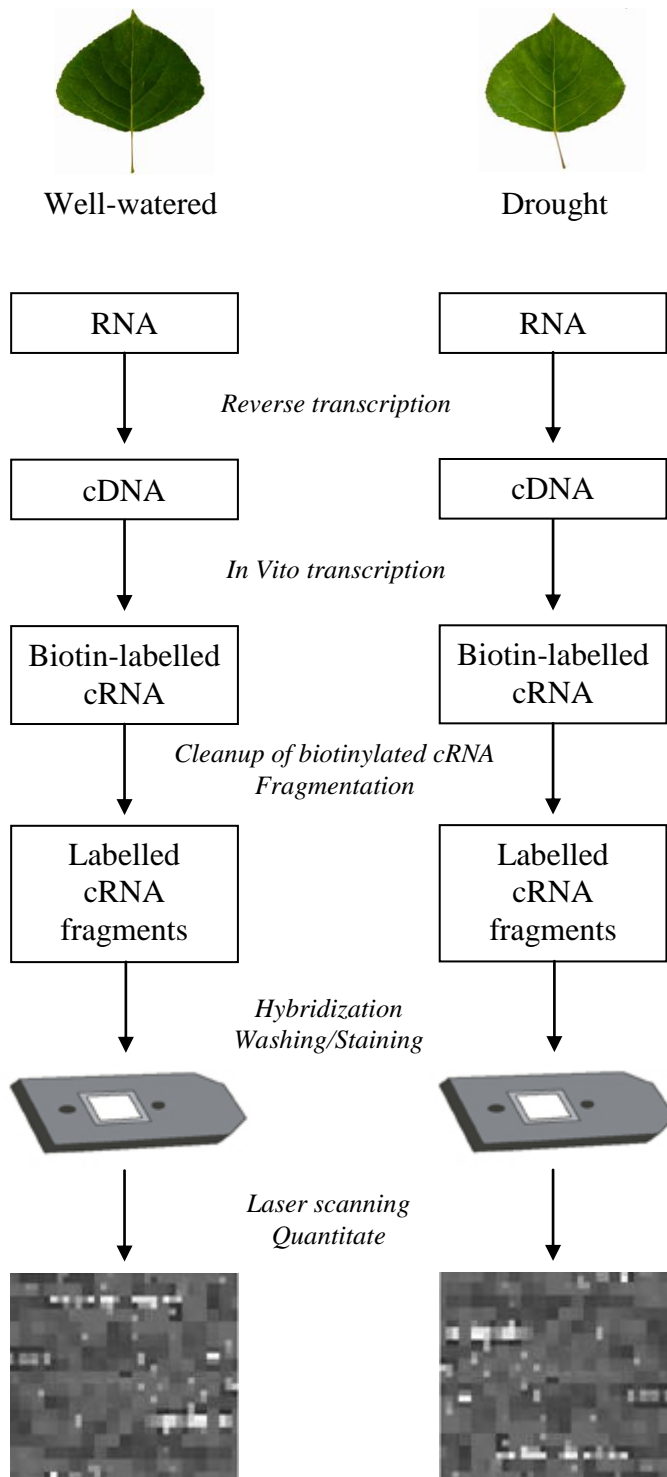 Well-watered Drought
RNA RNA
Reverse transcription
cDNA cDNA
In Vito transcription
Biotin-labelled Biotin-labelled
cRNA cRNA
Cleanup of biotinylated cRNA
Fragmentation
Labelled Labelled
cRNA cRNA
fragments fragments
Hybridization
Washing/Staining
Laser scanning
Quantitate